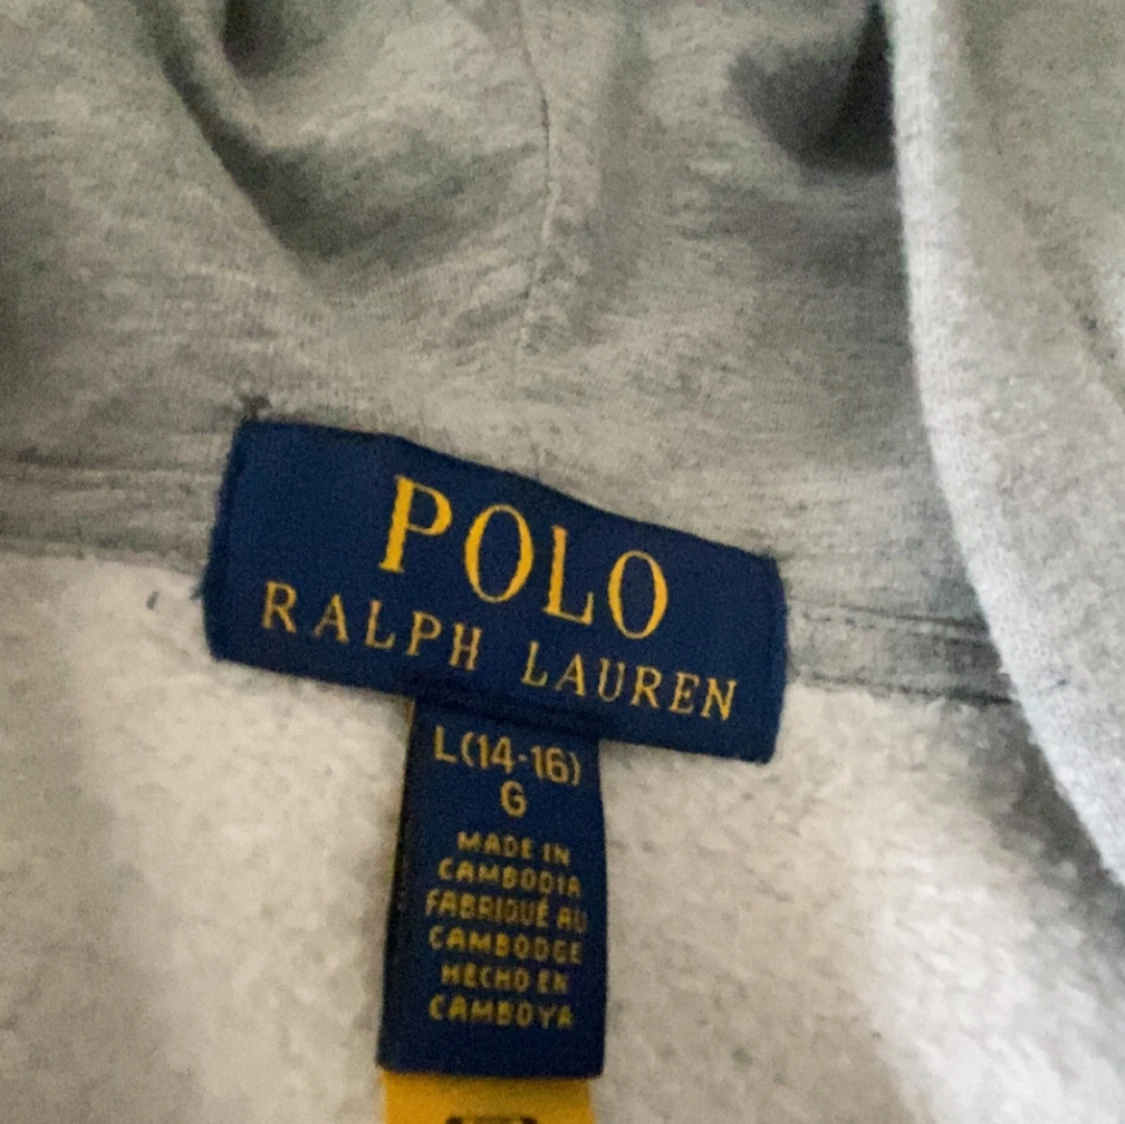 POLO
RALPH LAUREN
L(14-16)
G
MADE IN
CAMBODIA
FABRIQUÉ AU
CAMBODGE
HECHO EN
CAMBOYA